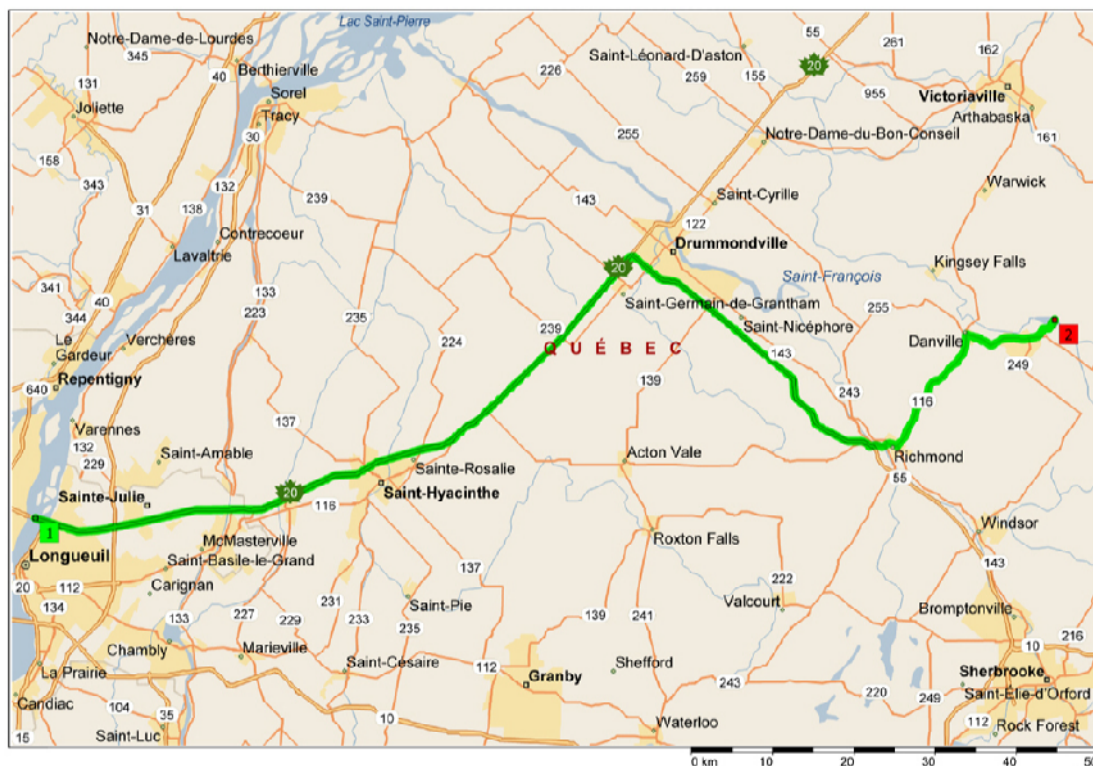 Lac Saint-Pierre
Notre-Dame-de-Lourdes
345
40
Berthierville
131
Joliette
Sorel
Tracy
30
226
Saint-Léonard-D'aston
55
20
259
155
261
162
955
Victoriaville
Arthabaska
161
255
Notre-Dame-du-Bon-Conseil
158
343
132
239
143
Saint-Cyrille
Warwick
31
138
Contrecoeur
122
Drummondville
Lavaltrie
20
Kingsey Falls
341
40
133
Saint-François
344
223
235
Saint-Germain-de-Grantham
255
Saint-Nicéphore
Le
Gardeur
Verchères
224
239
QUÉBEC
143
Danville
2
249
Repentigny
640
139
243
116
Varennes
132
229
137
Saint-Amable
Sainte-Rosalie
Acton Vale
Richmond
Sainte-Julie
20
116
Saint-Hyacinthe
55
1
Longueuil
McMasterville
Saint-Basile-le-Grand
Roxton Falls
Windsor
143
20
112
134
Carignan
137
222
227
229
231
233
Saint-Pie
235
139
241
Valcourt
Bromptonville
10
216
Chambly
133
Marieville
La Prairie
Saint-Césaire
112
Granby
Shefford
243
220
249
Sherbrooke
Saint-Élie-d'Orford
Candiac
104
35
10
Waterloo
112
Rock Forest
15
Saint-Luc
0 km 10 20 30 40 50